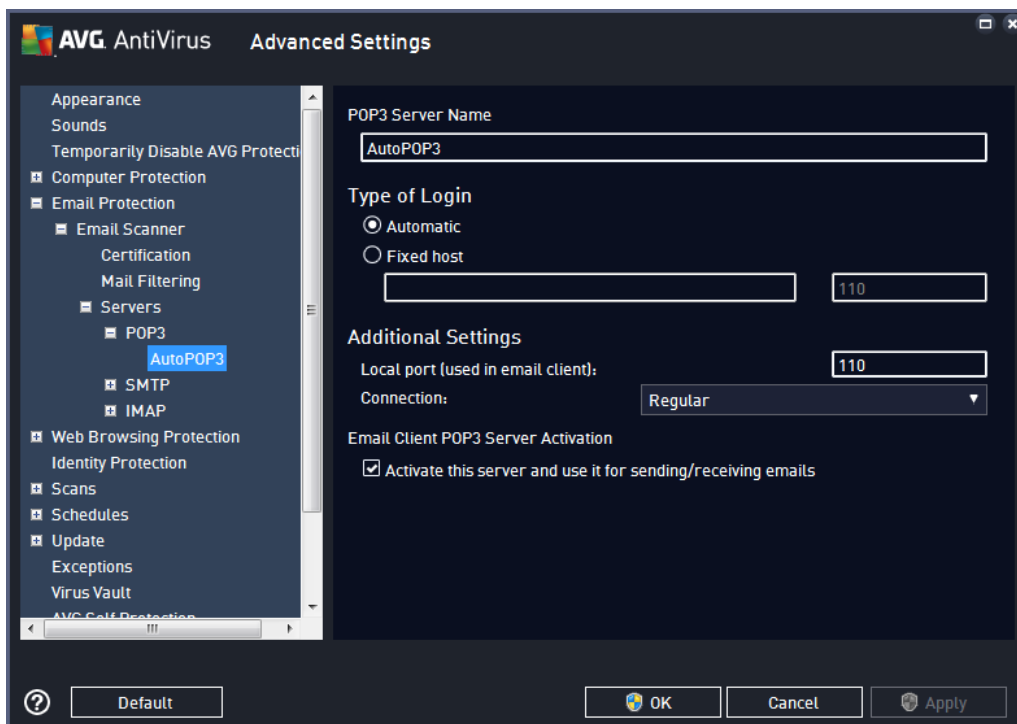 AVG. AntiVirus Advanced Settings
Appearance
Sounds
Temporarily Disable AVG Protecti
Computer Protection
Email Protection
Email Scanner
Certification
Mail Filtering
Servers
POP3
AutoPOP3
SMTP
IMAP
Web Browsing Protection
Identity Protection
Scans
Schedules
Update
Exceptions
Virus Vault
AVG Self Protection
POP3 Server Name
AutoPOP3
Type of Login
Automatic
Fixed host
110
Additional Settings
Local port (used in email client): 110
Connection: Regular
Email Client POP3 Server Activation
Activate this server and use it for sending/receiving emails
Default OK Cancel Apply